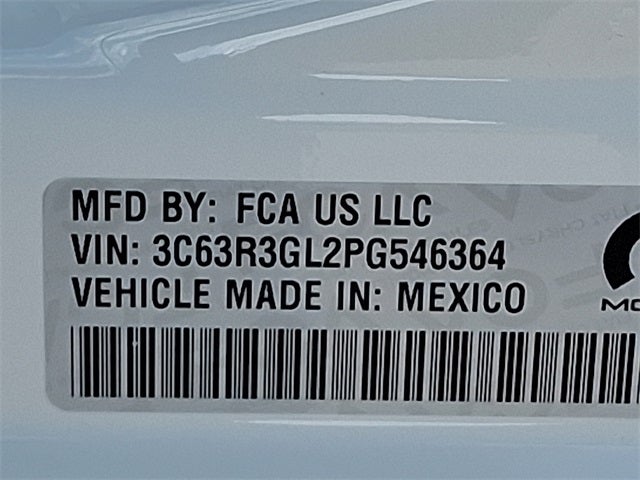 MFD BY: FCA US LLC
VIN: 3C63R3GL2PG546364
VEHICLE MADE IN: MEXICO